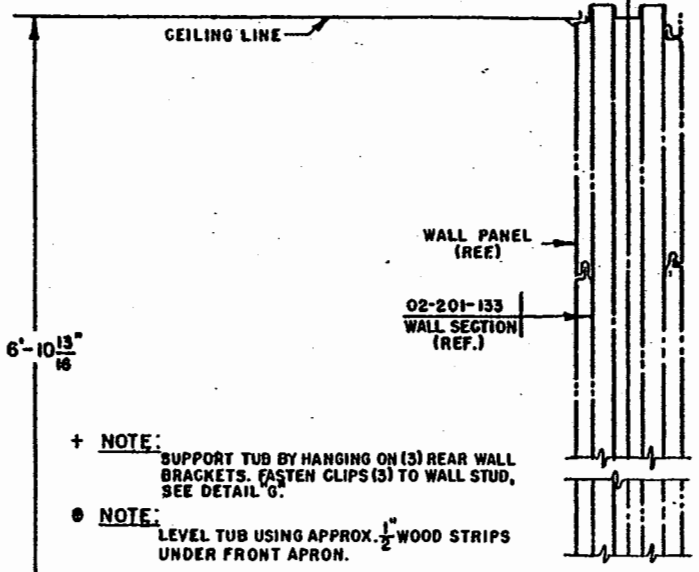 CEILING LINE
WALL PANEL
(REF.)
02-201-133
WALL SECTION
(REF.)
6'-10 13/16"
+ NOTE:
SUPPORT TUB BY HANGING ON (3) REAR WALL
BRACKETS. FASTEN CLIPS (3) TO WALL STUD,
SEE DETAIL "G".
● NOTE:
LEVEL TUB USING APPROX. 1/2" WOOD STRIPS
UNDER FRONT APRON.